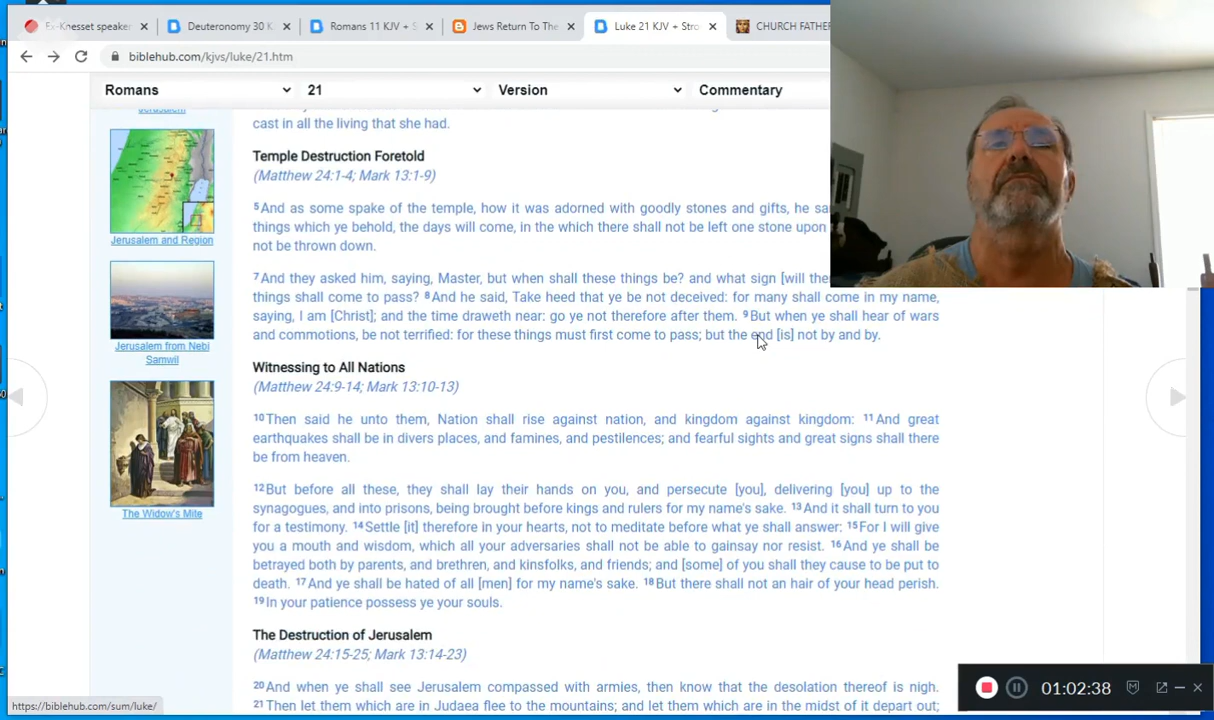 Ex-Knesset speaker
Deuteronomy 30 K
Romans 11 KJV + S
Jews Return To The
Luke 21 KJV + Stro
CHURCH FATHE
biblehub.com/kjvs/luke/21.htm
Romans 21 Version Commentary
cast in all the living that she had.
Temple Destruction Foretold
(Matthew 24:1-4; Mark 13:1-9)
5And as some spake of the temple, how it was adorned with goodly stones and gifts, he sa
things which ye behold, the days will come, in the which there shall not be left one stone upon
not be thrown down.
7And they asked him, saying, Master, but when shall these things be? and what sign [will the
things shall come to pass? 8And he said, Take heed that ye be not deceived: for many shall come in my name,
saying, I am [Christ]; and the time draweth near: go ye not therefore after them. 9But when ye shall hear of wars
and commotions, be not terrified: for these things must first come to pass; but the end [is] not by and by.
Witnessing to All Nations
(Matthew 24:9-14; Mark 13:10-13)
10Then said he unto them, Nation shall rise against nation, and kingdom against kingdom: 11And great
earthquakes shall be in divers places, and famines, and pestilences; and fearful sights and great signs shall there
be from heaven.
12But before all these, they shall lay their hands on you, and persecute [you], delivering [you] up to the
synagogues, and into prisons, being brought before kings and rulers for my name's sake. 13And it shall turn to you
for a testimony. 14Settle [it] therefore in your hearts, not to meditate before what ye shall answer: 15For I will give
you a mouth and wisdom, which all your adversaries shall not be able to gainsay nor resist. 16And ye shall be
betrayed both by parents, and brethren, and kinsfolks, and friends; and [some] of you shall they cause to be put to
death. 17And ye shall be hated of all [men] for my name's sake. 18But there shall not an hair of your head perish.
19In your patience possess ye your souls.
The Destruction of Jerusalem
(Matthew 24:15-25; Mark 13:14-23)
20And when ye shall see Jerusalem compassed with armies, then know that the desolation thereof is nigh.
21Then let them which are in Judaea flee to the mountains; and let them which are in the midst of it depart out;
Jerusalem and Region
Jerusalem from Nebi
Samwil
The Widow's Mite
01:02:38
https://biblehub.com/sum/luke/